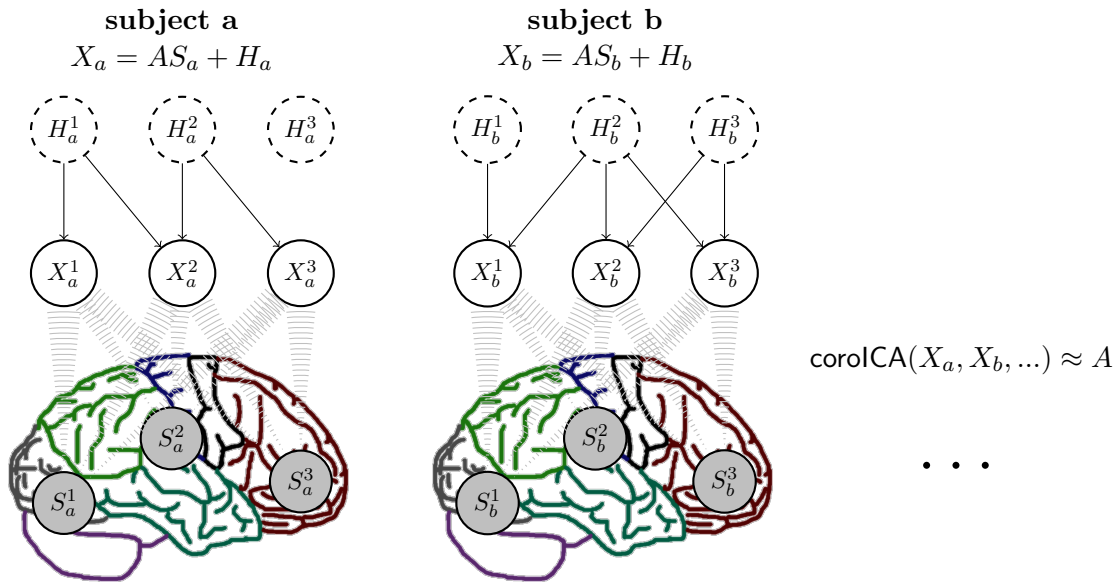 subject a
$X_a = AS_a + H_a$
$H_a^1$ $H_a^2$ $H_a^3$
$X_a^1$ $X_a^2$ $X_a^3$
$S_a^1$ $S_a^2$ $S_a^3$
subject b
$X_b = AS_b + H_b$
$H_b^1$ $H_b^2$ $H_b^3$
$X_b^1$ $X_b^2$ $X_b^3$
$S_b^1$ $S_b^2$ $S_b^3$
coroICA$(X_a, X_b, ...) \approx A$
. . .